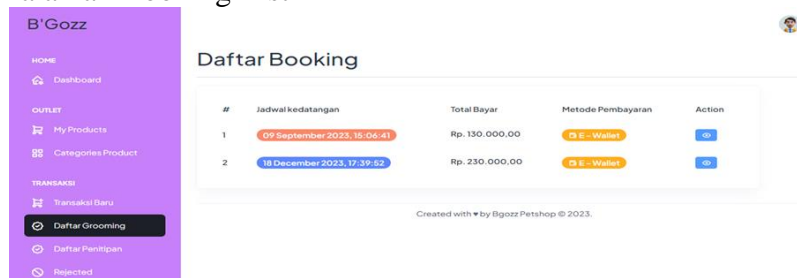 B'Gozz
HOME
Dashboard
OUTLET
My Products
Categories Product
TRANSAKSI
Transaksi Baru
Daftar Grooming
Daftar Penitipan
Rejected
Daftar Booking
# Jadwal kedatangan Total Bayar Metode Pembayaran Action
1 09 September 2023, 15:06:41 Rp. 130.000,00 E - Wallet
2 18 December 2023, 17:39:52 Rp. 230.000,00 E - Wallet
Created with ♥ by Bgozz Petshop © 2023.